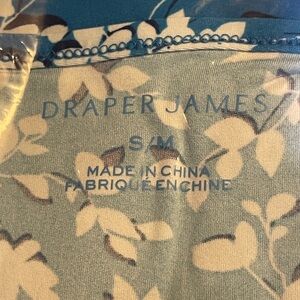 DRAPER JAMES
S/M
MADE IN CHINA
FABRIQUÉ EN CHINE